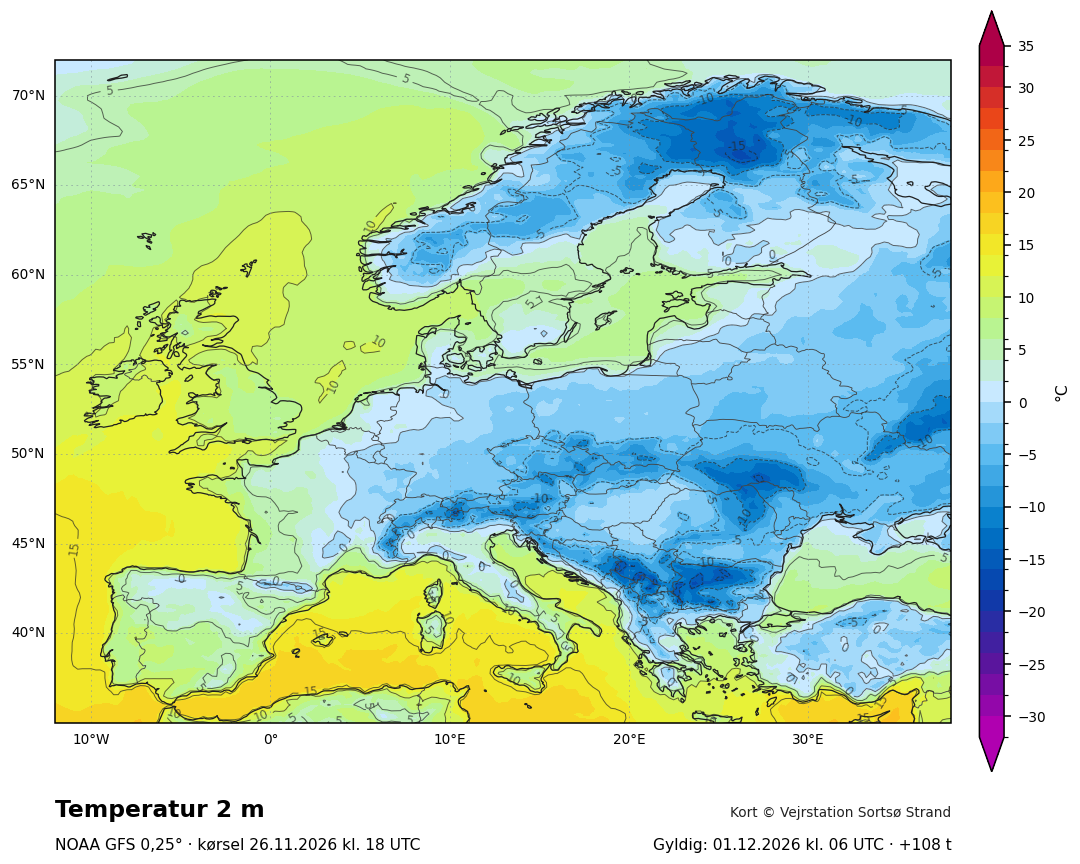 70°N
65°N
60°N
55°N
50°N
45°N
40°N
10°W 0° 10°E 20°E 30°E
35
30
25
20
15
10
5
0
−5
−10
−15
−20
−25
−30
°C
Temperatur 2 m
Kort © Vejrstation Sortsø Strand
NOAA GFS 0,25° · kørsel 26.11.2026 kl. 18 UTC
Gyldig: 01.12.2026 kl. 06 UTC · +108 t